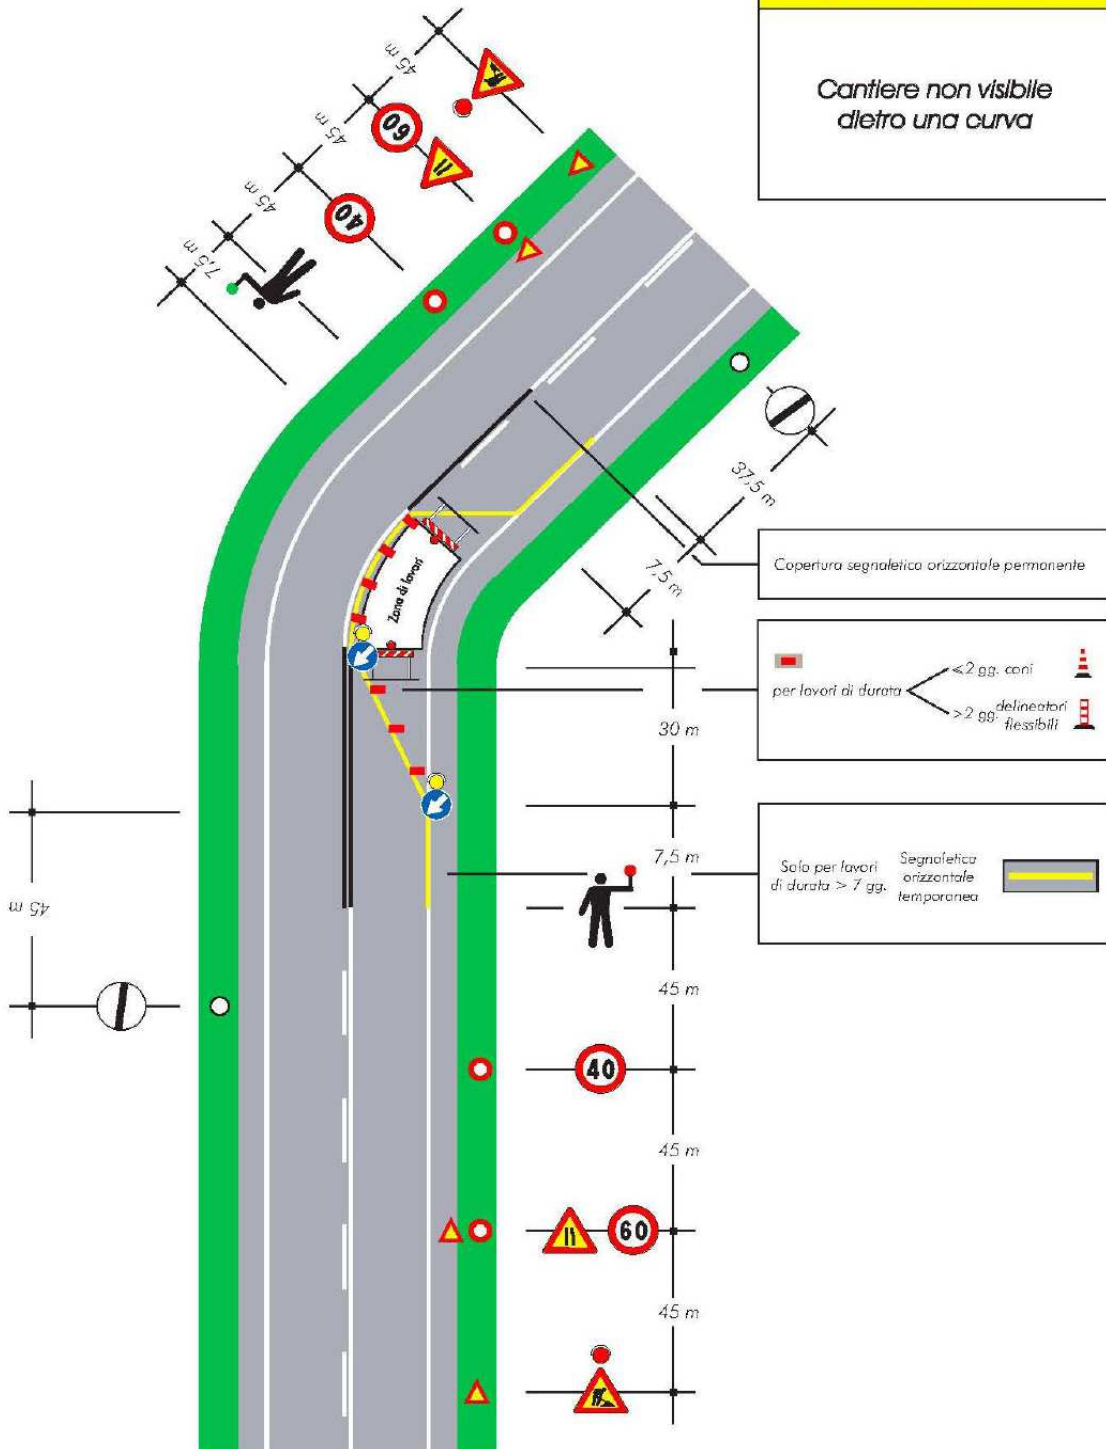 Cantiere non visibile
dietro una curva
45 m
45 m
60
45 m
40
7,5 m
37,5 m
7,5 m
Copertura segnaletica orizzontale permanente
Zona di lavori
per lavori di durata
≤2 gg. coni
>2 gg. delineatori
flessibili
30 m
7,5 m
Solo per lavori
di durata > 7 gg.
Segnaletica
orizzontale
temporanea
45 m
45 m
40
45 m
60
45 m